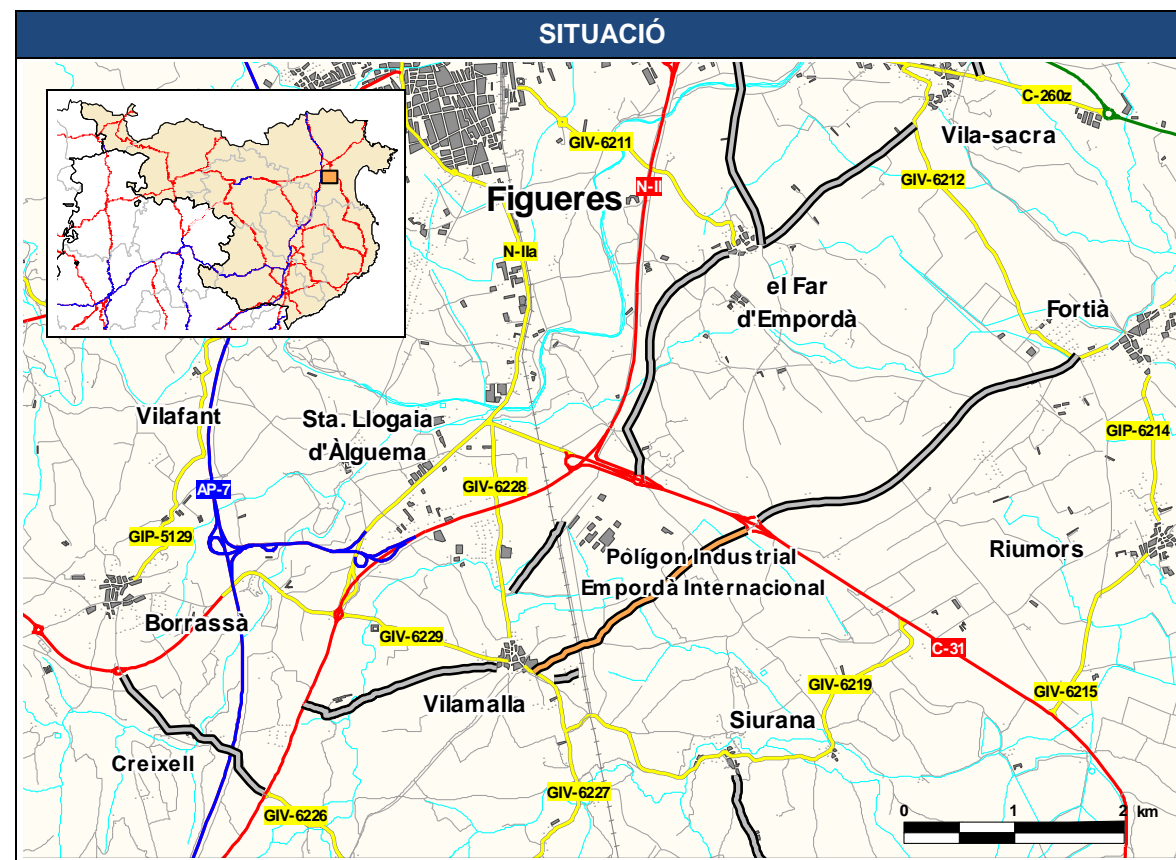 SITUACIÓ
C-260z
Vila-sacra
GIV-6211
GIV-6212
N-II
Figueres
N-IIa
el Far
d'Empordà
Fortià
Vilafant
Sta. Llogaia
d'Àlguema
GIP-6214
AP-7
GIV-6228
GIP-5129
Polígon Industrial
Empordà Internacional
Riumors
Borrassà
GIV-6229
C-31
Vilamalla
GIV-6219
GIV-6215
Siurana
Creixell
GIV-6227
GIV-6226
0 1 2 km